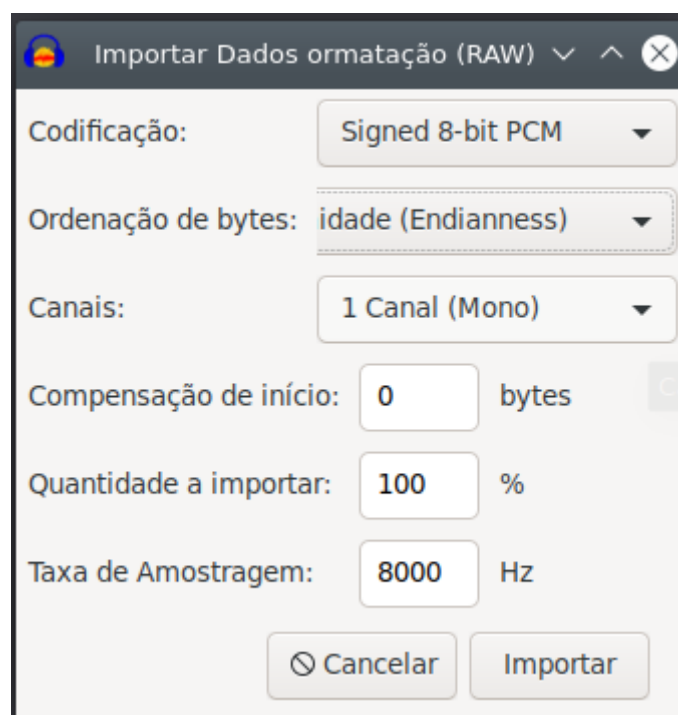 Importar Dados ormatação (RAW)
Codificação: Signed 8-bit PCM
Ordenação de bytes: idade (Endianness)
Canais: 1 Canal (Mono)
Compensação de início: 0 bytes
Quantidade a importar: 100 %
Taxa de Amostragem: 8000 Hz
Cancelar Importar